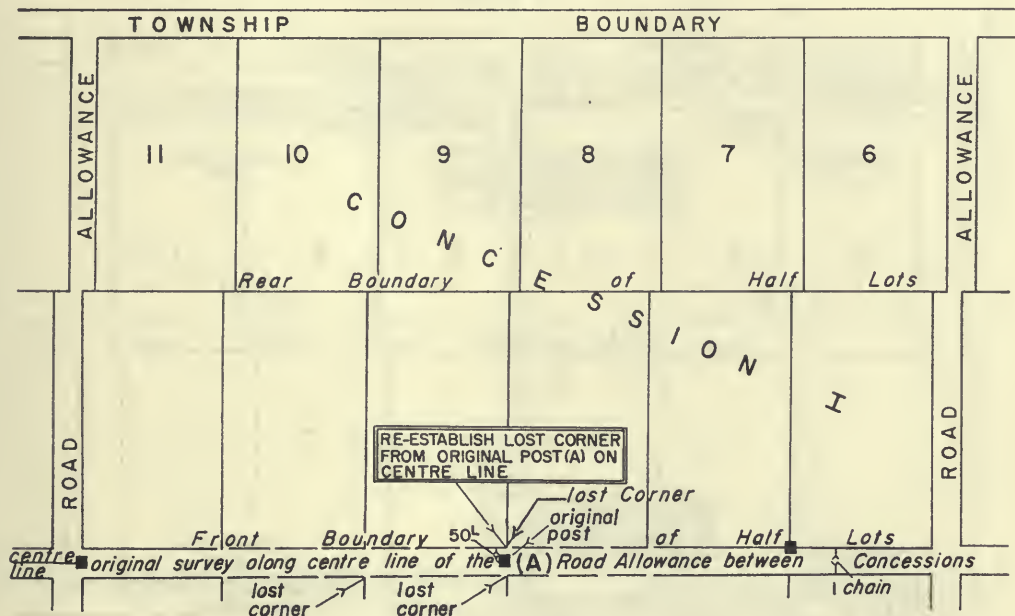 TOWNSHIP BOUNDARY
ALLOWANCE
ALLOWANCE
11 10 9 8 7 6
CONCESSION I
Rear Boundary of Half Lots
ROAD
ROAD
RE-ESTABLISH LOST CORNER
FROM ORIGINAL POST (A) ON
CENTRE LINE
lost Corner
original
post
50ᴸ
Front Boundary of Half Lots
centre
line
original survey along centre line of the (A) Road Allowance between Concessions
lost
corner
lost
corner
1 chain